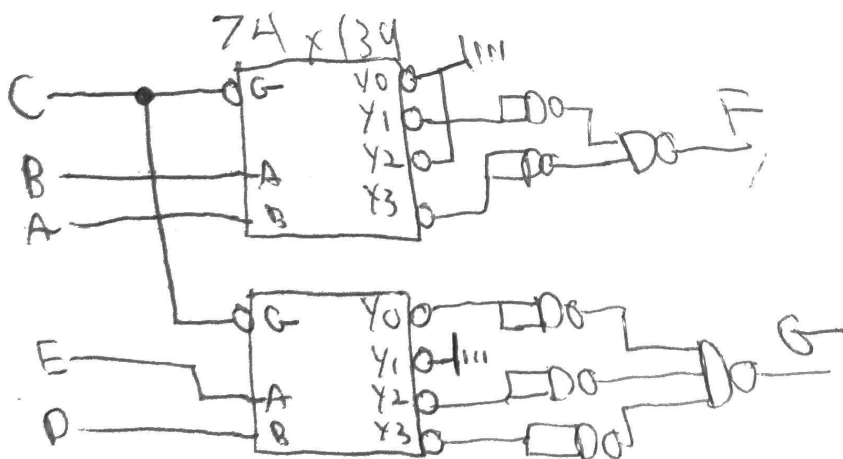 74x139
C G Y0
Y1
B A Y2 F
A B Y3
G Y0
E Y1 G
A Y2
D B Y3